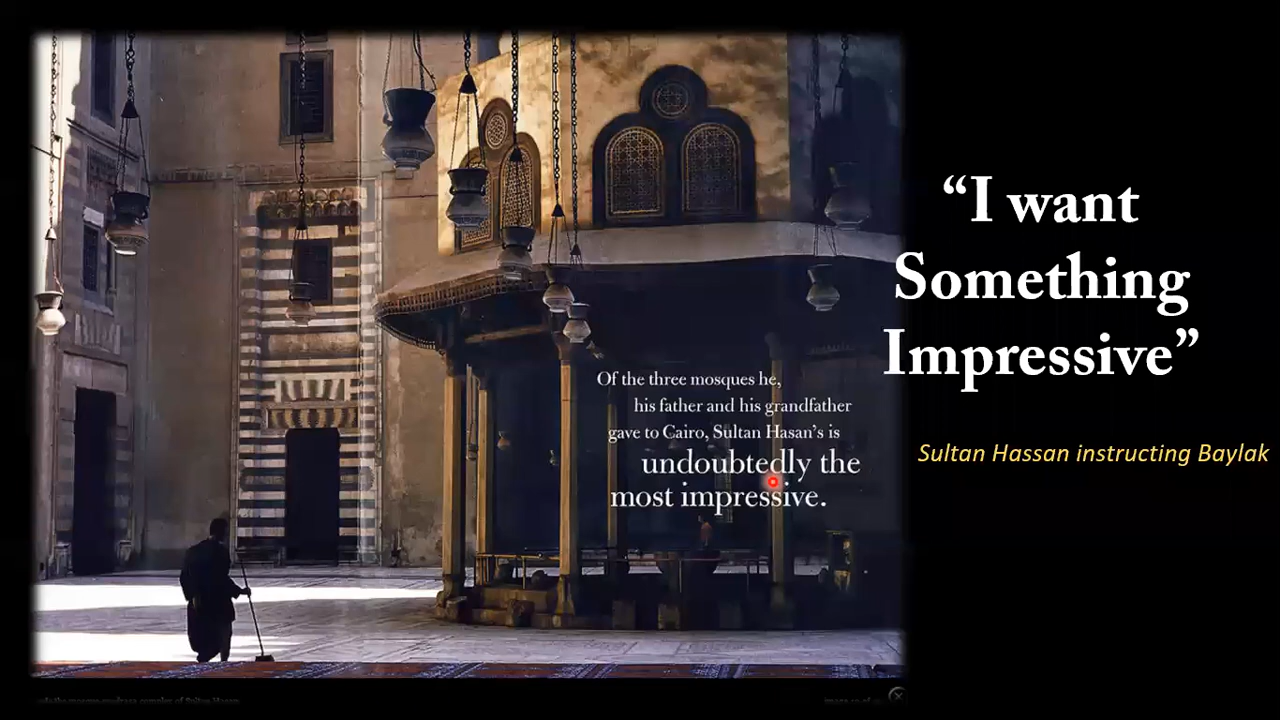 Of the three mosques he,
his father and his grandfather
gave to Cairo, Sultan Hasan's is
undoubtedly the
most impressive.
“I want
Something
Impressive”
Sultan Hassan instructing Baylak